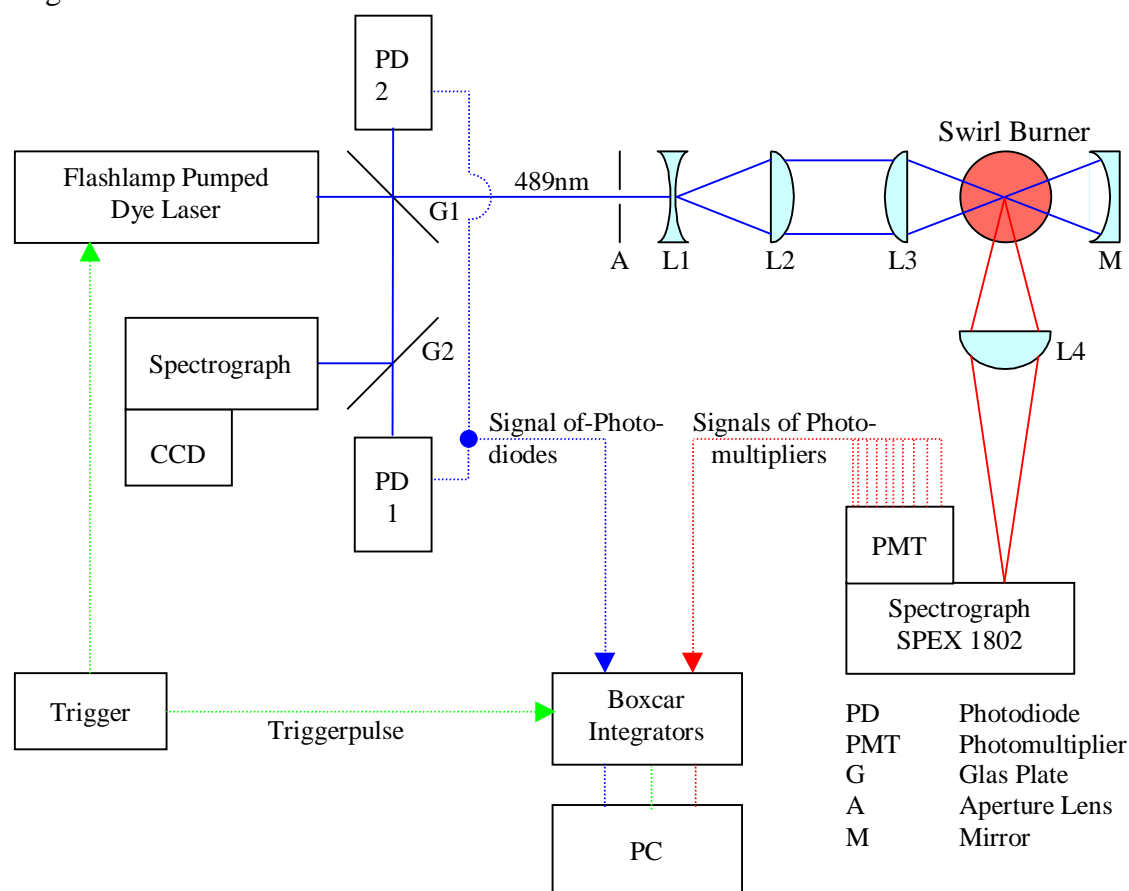 PD
2
Swirl Burner
Flashlamp Pumped
Dye Laser
489nm
G1
A
L1
L2
L3
M
Spectrograph
G2
L4
CCD
Signal of-Photo-
diodes
Signals of Photo-
multipliers
PD
1
PMT
Spectrograph
SPEX 1802
Trigger
Triggerpulse
Boxcar
Integrators
PC
PD Photodiode
PMT Photomultiplier
G Glas Plate
A Aperture Lens
M Mirror